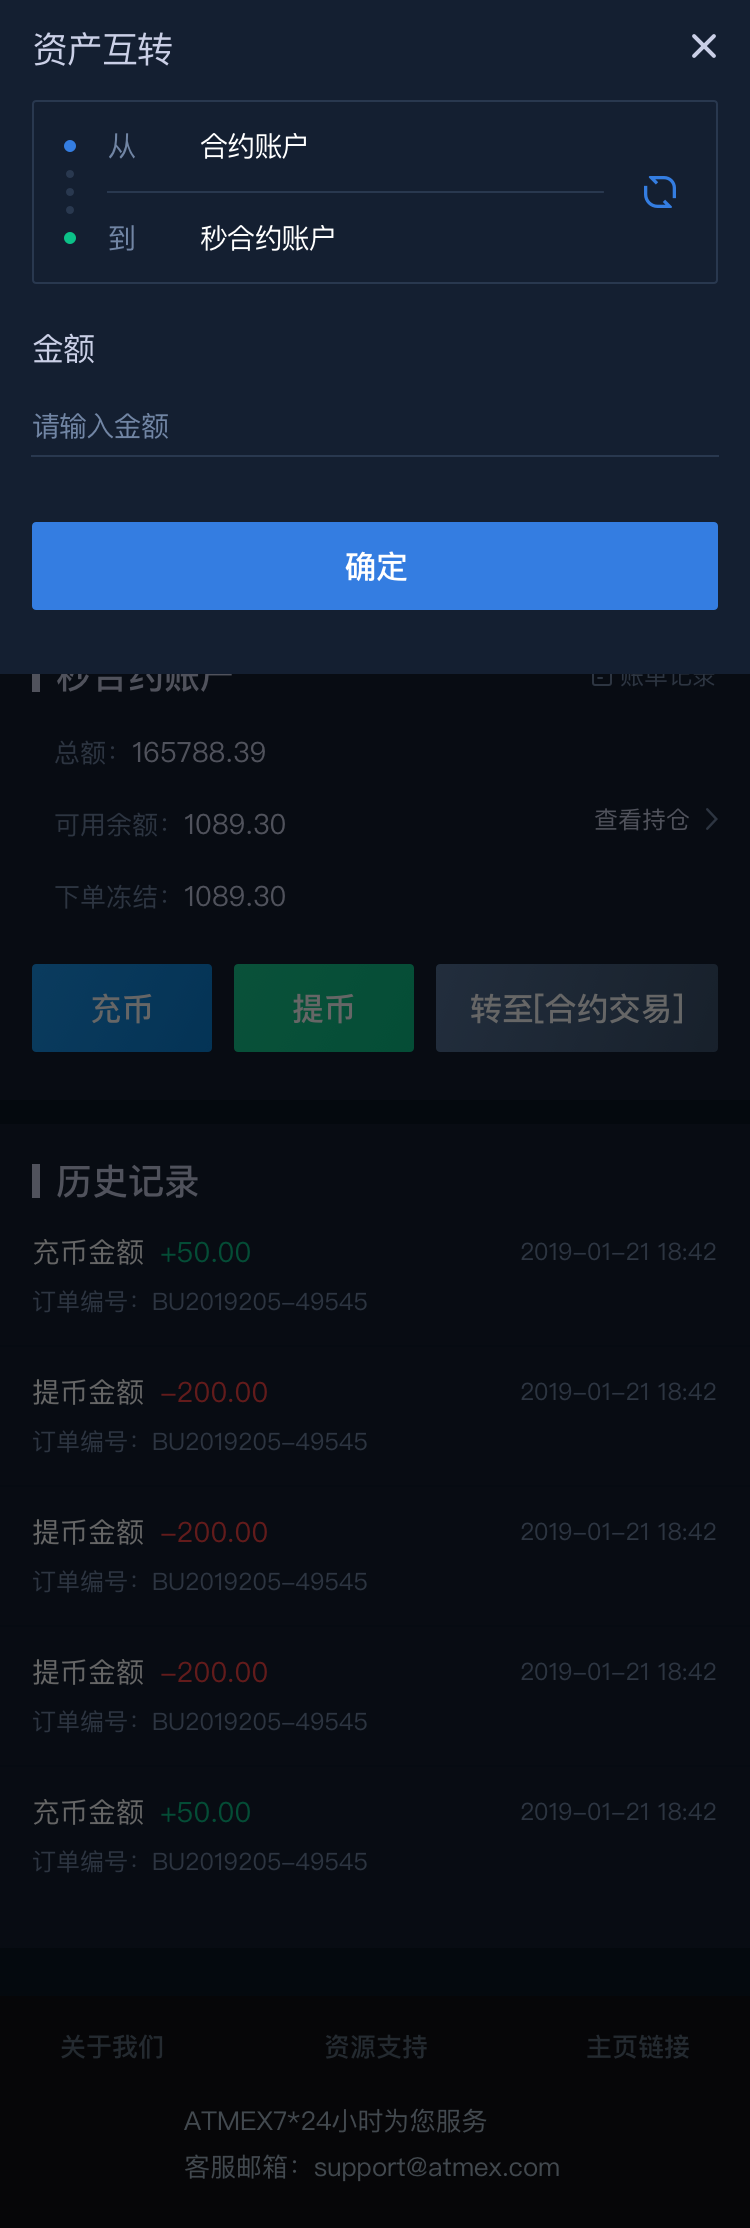 资产互转
从 合约账户
到 秒合约账户
金额
请输入金额
确定
秒合约账户 账单记录
总额：165788.39
可用余额：1089.30 查看持仓
下单冻结：1089.30
充币 提币 转至[合约交易]
历史记录
充币金额 +50.00 2019-01-21 18:42
订单编号：BU2019205-49545
提币金额 -200.00 2019-01-21 18:42
订单编号：BU2019205-49545
提币金额 -200.00 2019-01-21 18:42
订单编号：BU2019205-49545
提币金额 -200.00 2019-01-21 18:42
订单编号：BU2019205-49545
充币金额 +50.00 2019-01-21 18:42
订单编号：BU2019205-49545
关于我们 资源支持 主页链接
ATMEX7*24小时为您服务
客服邮箱：support@atmex.com